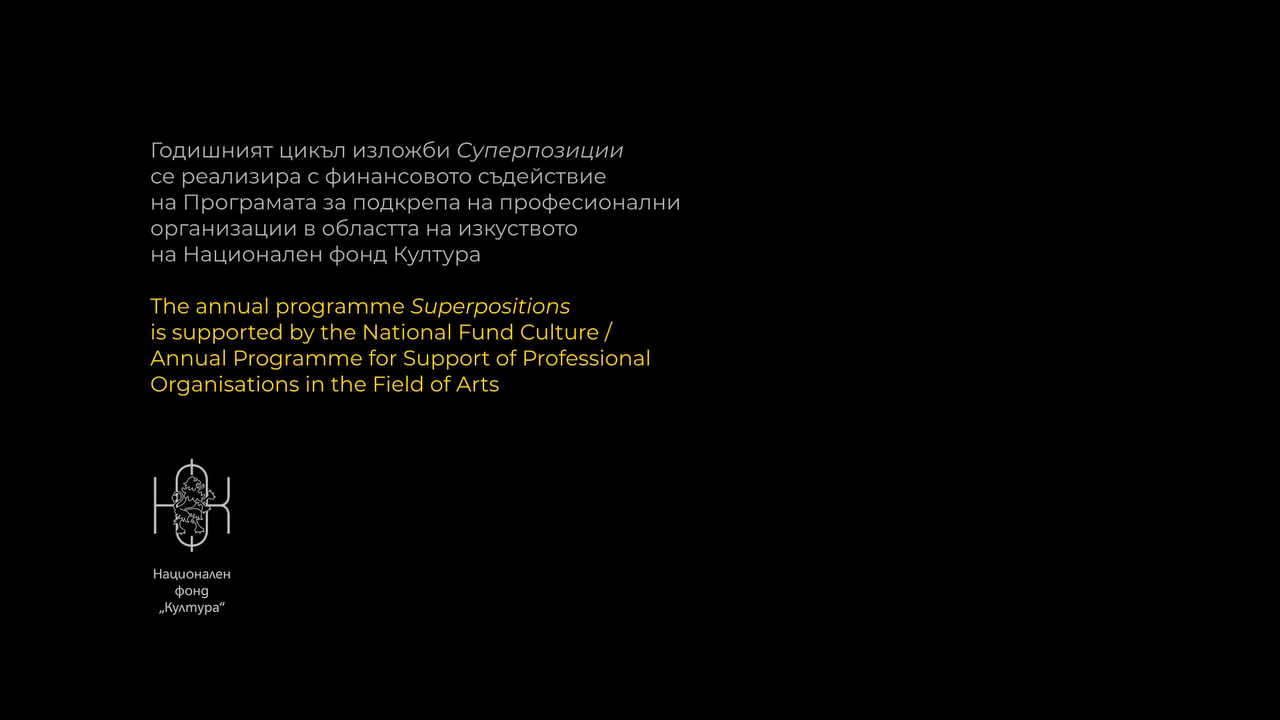 Годишният цикъл изложби Суперпозиции
се реализира с финансовото съдействие
на Програмата за подкрепа на професионални
организации в областта на изкуството
на Национален фонд Култура
The annual programme Superpositions
is supported by the National Fund Culture /
Annual Programme for Support of Professional
Organisations in the Field of Arts
НФК
Национален
фонд
„Култура“